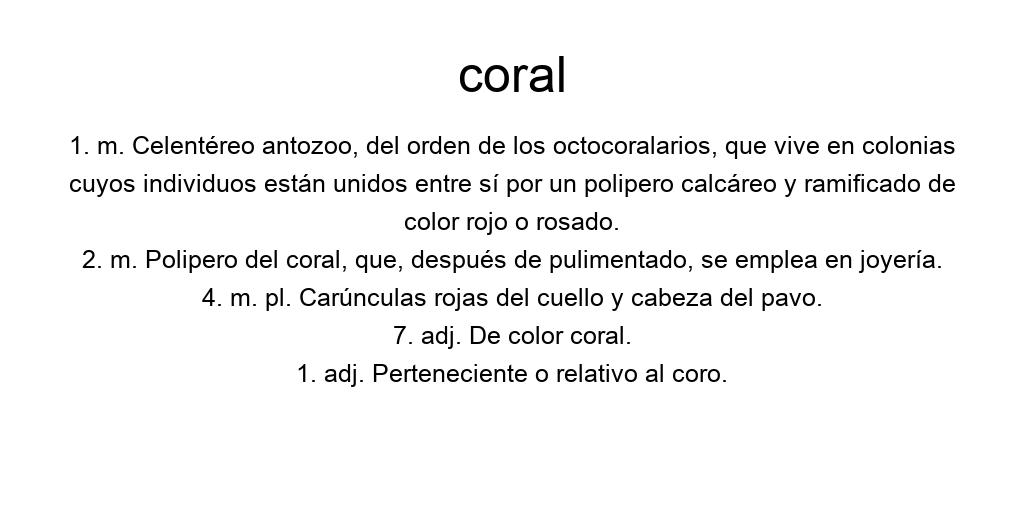 coral
1. m. Celentéreo antozoo, del orden de los octocoralarios, que vive en colonias
cuyos individuos están unidos entre sí por un polipero calcáreo y ramificado de
color rojo o rosado.
2. m. Polipero del coral, que, después de pulimentado, se emplea en joyería.
4. m. pl. Carúnculas rojas del cuello y cabeza del pavo.
7. adj. De color coral.
1. adj. Perteneciente o relativo al coro.